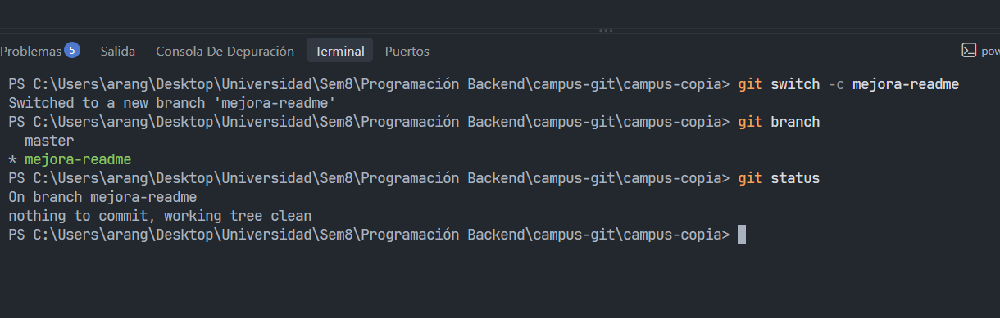 Problemas 5 Salida Consola De Depuración Terminal Puertos pow
PS C:\Users\arang\Desktop\Universidad\Sem8\Programación Backend\campus-git\campus-copia> git switch -c mejora-readme
Switched to a new branch 'mejora-readme'
PS C:\Users\arang\Desktop\Universidad\Sem8\Programación Backend\campus-git\campus-copia> git branch
  master
* mejora-readme
PS C:\Users\arang\Desktop\Universidad\Sem8\Programación Backend\campus-git\campus-copia> git status
On branch mejora-readme
nothing to commit, working tree clean
PS C:\Users\arang\Desktop\Universidad\Sem8\Programación Backend\campus-git\campus-copia>